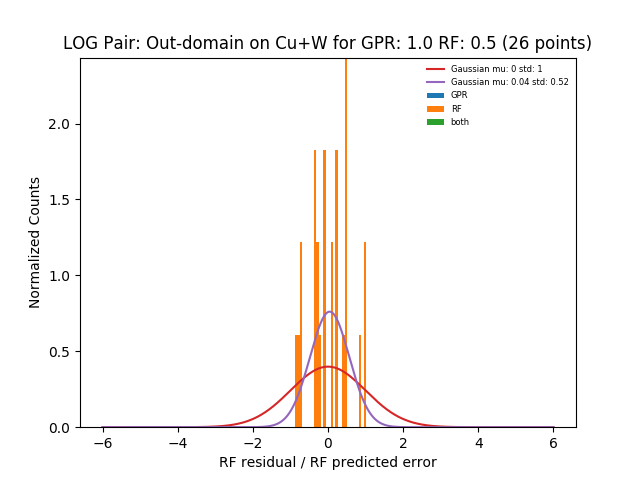 LOG Pair: Out-domain on Cu+W for GPR: 1.0 RF: 0.5 (26 points)
Gaussian mu: 0 std: 1
Gaussian mu: 0.04 std: 0.52
GPR
RF
both
Normalized Counts
2.0
1.5
1.0
0.5
0.0
−6
−4
−2
0
2
4
6
RF residual / RF predicted error